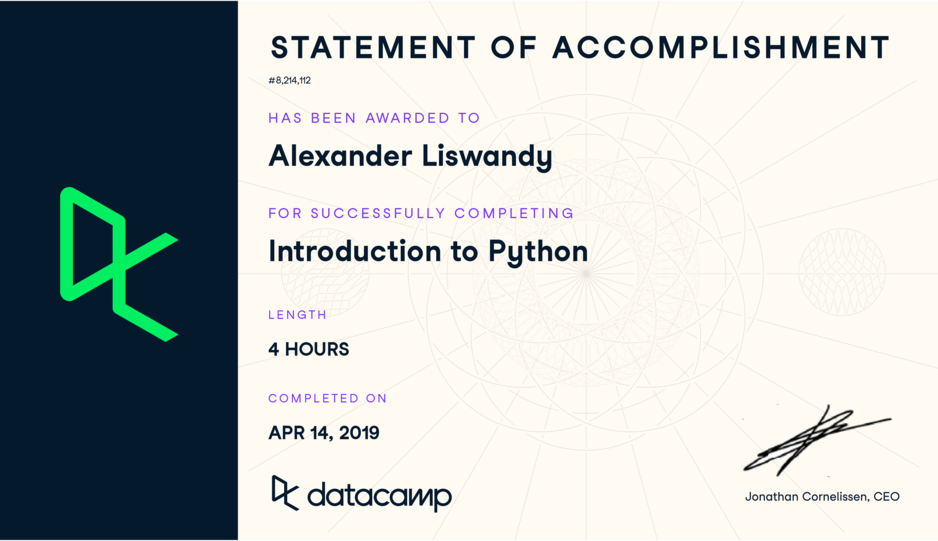 STATEMENT OF ACCOMPLISHMENT
#8,214,112
HAS BEEN AWARDED TO
Alexander Liswandy
FOR SUCCESSFULLY COMPLETING
Introduction to Python
LENGTH
4 HOURS
COMPLETED ON
APR 14, 2019
datacamp
Jonathan Cornelissen, CEO